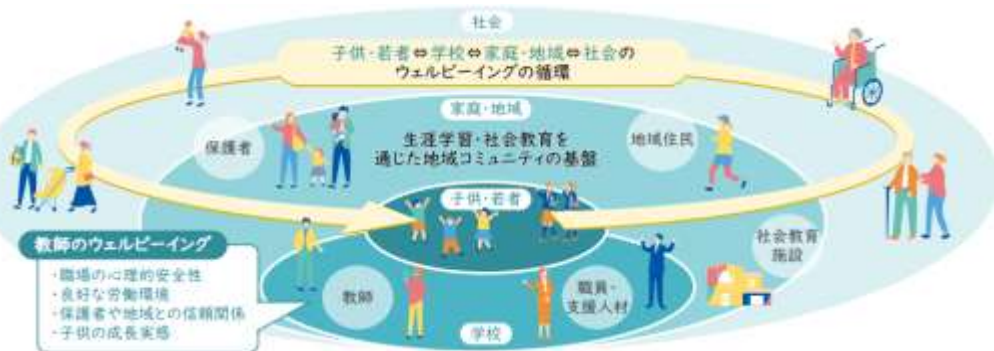 社会
子供・若者⇔学校⇔家庭・地域⇔社会の
ウェルビーイングの循環
家庭・地域
保護者
生涯学習・社会教育を
通じた地域コミュニティの基盤
地域住民
子供・若者
教師のウェルビーイング
・職場の心理的安全性
・良好な労働環境
・保護者や地域との信頼関係
・子供の成長実感
教師
職員・
支援人材
社会教育
施設
学校